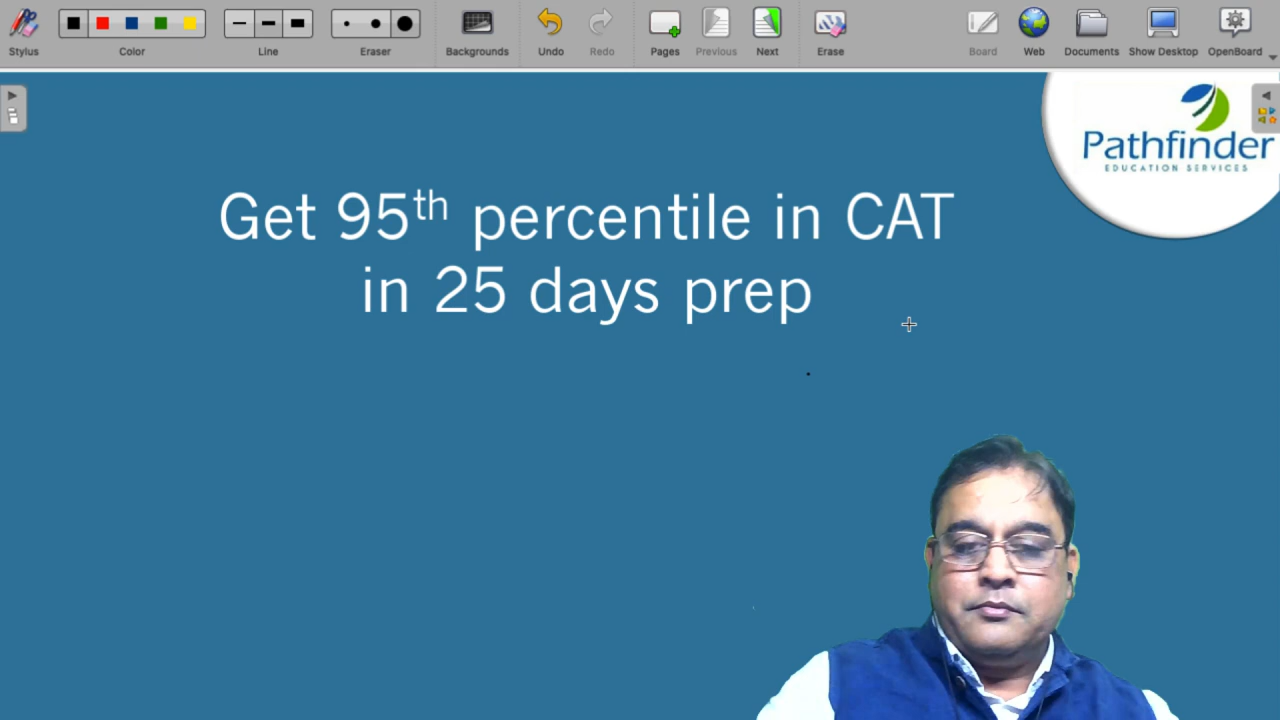 Stylus
Color
Line
Eraser
Backgrounds
Undo
Redo
Pages
Previous
Next
Erase
Board
Web
Documents
Show Desktop
OpenBoard
Pathfinder
EDUCATION SERVICES
Get 95th percentile in CAT
in 25 days prep